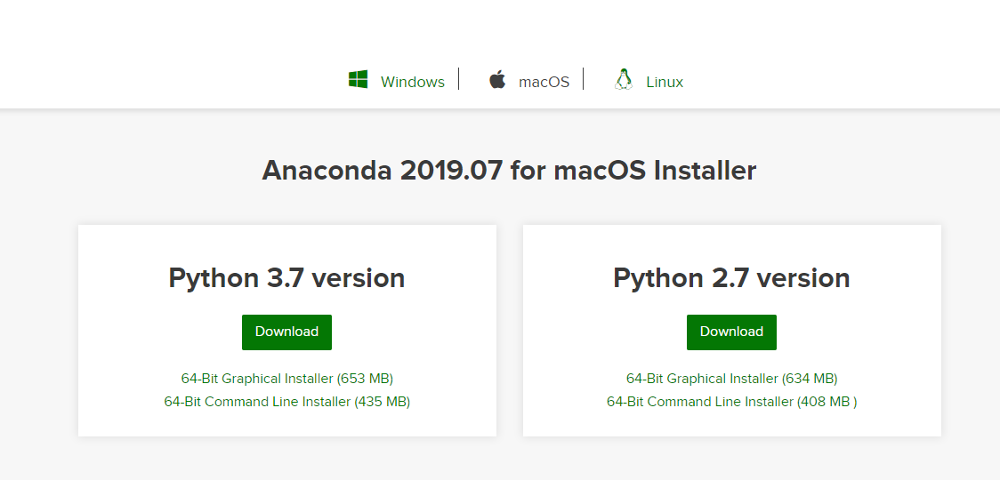 Windows
macOS
Linux
Anaconda 2019.07 for macOS Installer
Python 3.7 version
Download
64-Bit Graphical Installer (653 MB)
64-Bit Command Line Installer (435 MB)
Python 2.7 version
Download
64-Bit Graphical Installer (634 MB)
64-Bit Command Line Installer (408 MB )